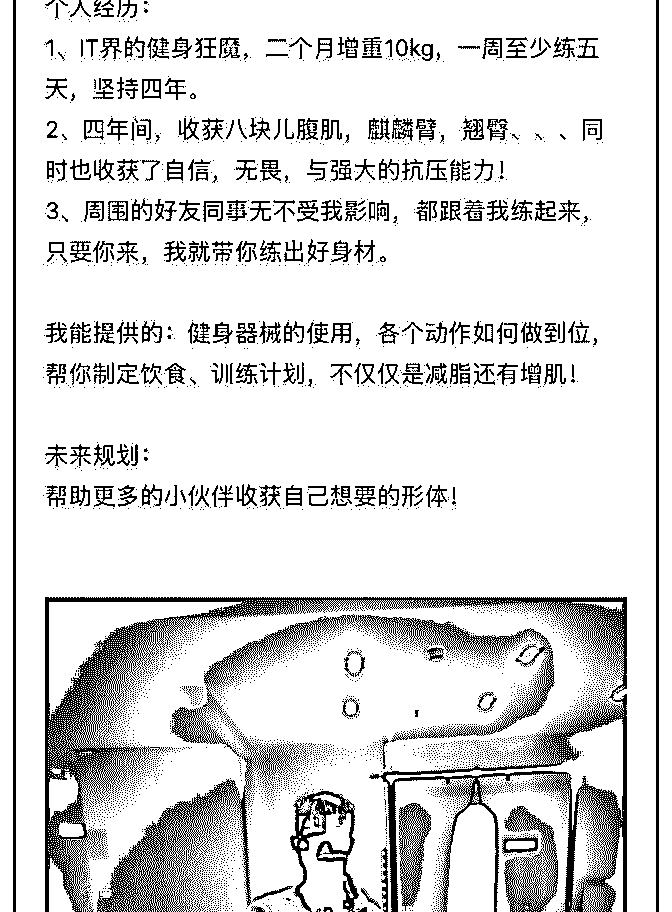 个人经历：
1、IT界的健身狂魔，二个月增重10kg，一周至少练五
天，坚持四年。
2、四年间，收获八块儿腹肌，麒麟臂，翘臀、、、同
时也收获了自信，无畏，与强大的抗压能力！
3、周围的好友同事无不受我影响，都跟着我练起来，
只要你来，我就带你练出好身材。
我能提供的：健身器械的使用，各个动作如何做到位，
帮你制定饮食、训练计划，不仅仅是减脂还有增肌！
未来规划：
帮助更多的小伙伴收获自己想要的形体！